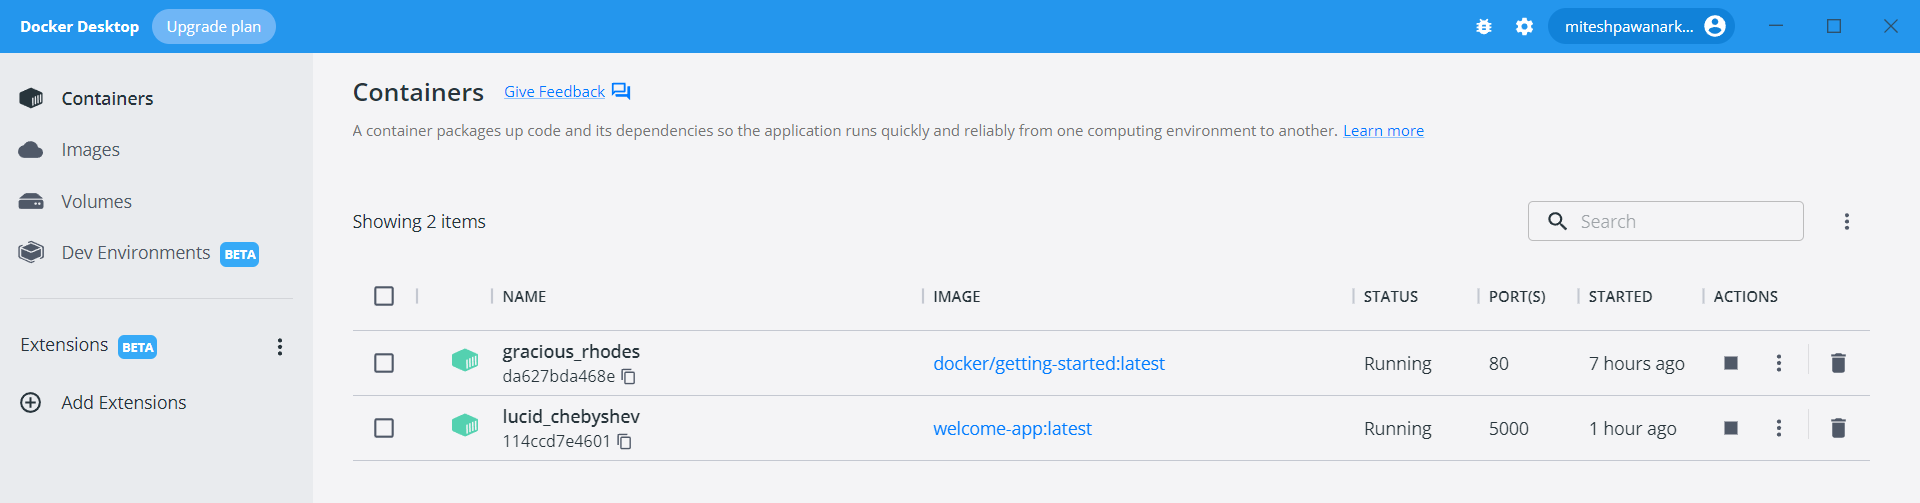 Docker Desktop Upgrade plan miteshpawanark...
Containers
Images
Volumes
Dev Environments BETA
Extensions BETA
Add Extensions
Containers Give Feedback
A container packages up code and its dependencies so the application runs quickly and reliably from one computing environment to another. Learn more
Showing 2 items Search
NAME IMAGE STATUS PORT(S) STARTED ACTIONS
gracious_rhodes docker/getting-started:latest Running 80 7 hours ago
da627bda468e
lucid_chebyshev welcome-app:latest Running 5000 1 hour ago
114ccd7e4601